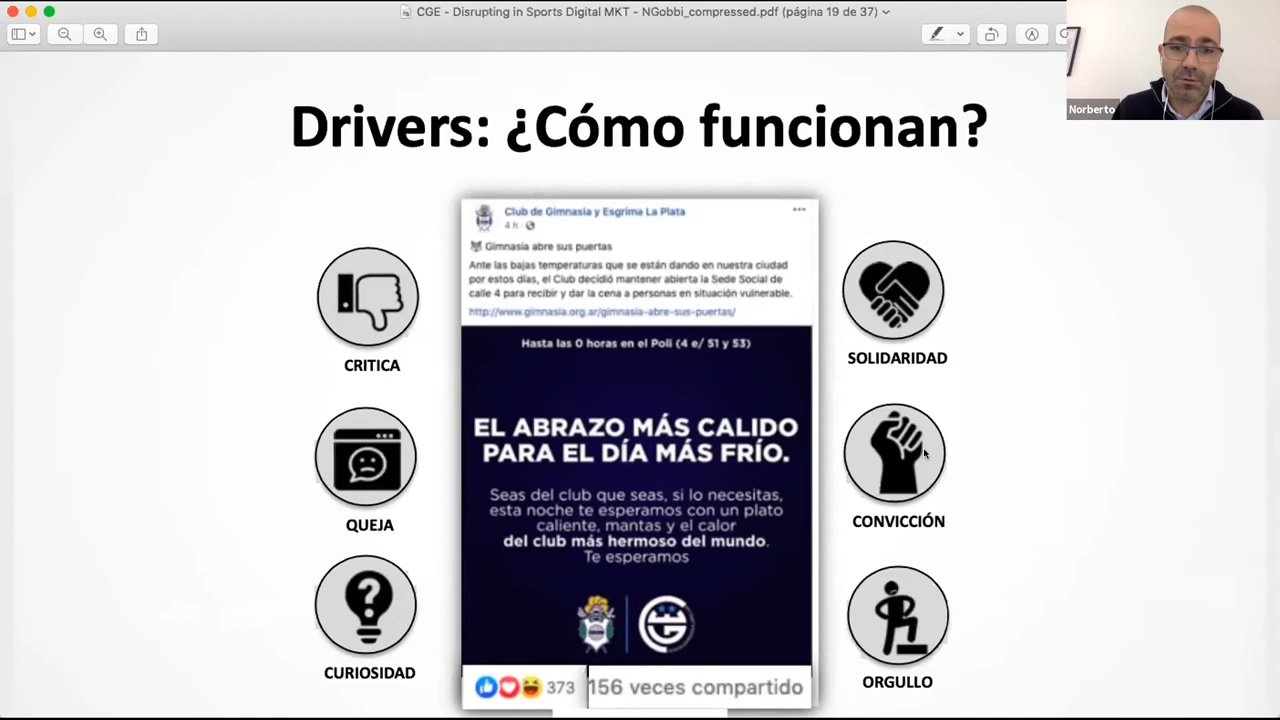 CGE - Disrupting in Sports Digital MKT - NGobbi_compressed.pdf (página 19 de 37)
Norberto
Drivers: ¿Cómo funcionan?
CRITICA
QUEJA
CURIOSIDAD
Club de Gimnasia y Esgrima La Plata
4 h ·
Gimnasia abre sus puertas
Ante las bajas temperaturas que se están dando en nuestra ciudad
por estos días, el Club decidió mantener abierta la Sede Social de
calle 4 para recibir y dar la cena a personas en situación vulnerable.
http://www.gimnasia.org.ar/gimnasia-abre-sus-puertas/
Hasta las 0 horas en el Poli (4 e/ 51 y 53)
EL ABRAZO MÁS CALIDO
PARA EL DÍA MÁS FRÍO.
Seas del club que seas, si lo necesitas,
esta noche te esperamos con un plato
caliente, mantas y el calor
del club más hermoso del mundo.
Te esperamos
373
156 veces compartido
SOLIDARIDAD
CONVICCIÓN
ORGULLO